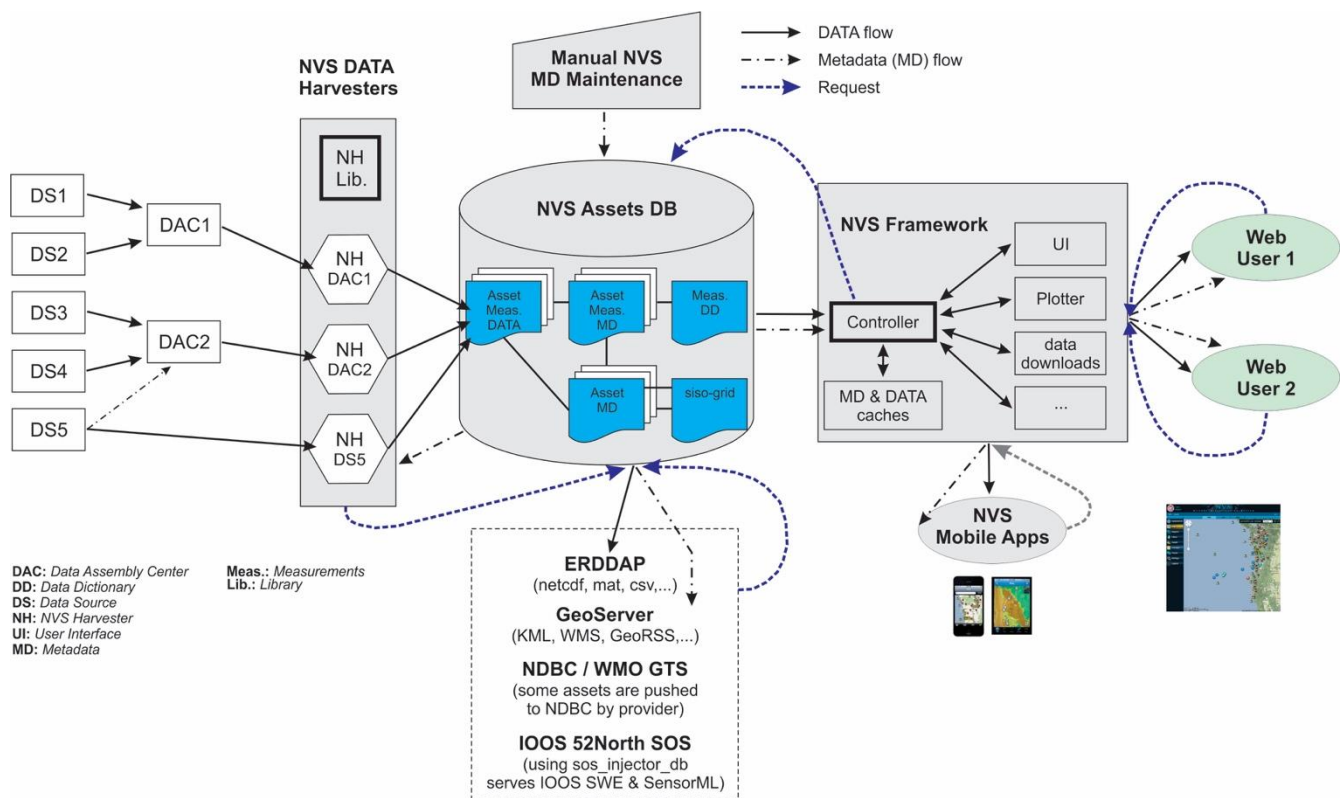 DATA flow
Metadata (MD) flow
Request
Manual NVS
MD Maintenance
NVS DATA
Harvesters
NH
Lib.
DS1
DS2
DS3
DS4
DS5
DAC1
DAC2
NH
DAC1
NH
DAC2
NH
DS5
NVS Assets DB
Asset
Meas.
DATA
Asset
Meas.
MD
Meas.
DD
Asset
MD
siso-grid
NVS Framework
Controller
MD & DATA
caches
UI
Plotter
data
downloads
...
Web
User 1
Web
User 2
NVS
Mobile Apps
ERDDAP
(netcdf, mat, csv,...)
GeoServer
(KML, WMS, GeoRSS,...)
NDBC / WMO GTS
(some assets are pushed
to NDBC by provider)
IOOS 52North SOS
(using sos_injector_db
serves IOOS SWE & SensorML)
DAC: Data Assembly Center
DD: Data Dictionary
DS: Data Source
NH: NVS Harvester
UI: User Interface
MD: Metadata
Meas.: Measurements
Lib.: Library